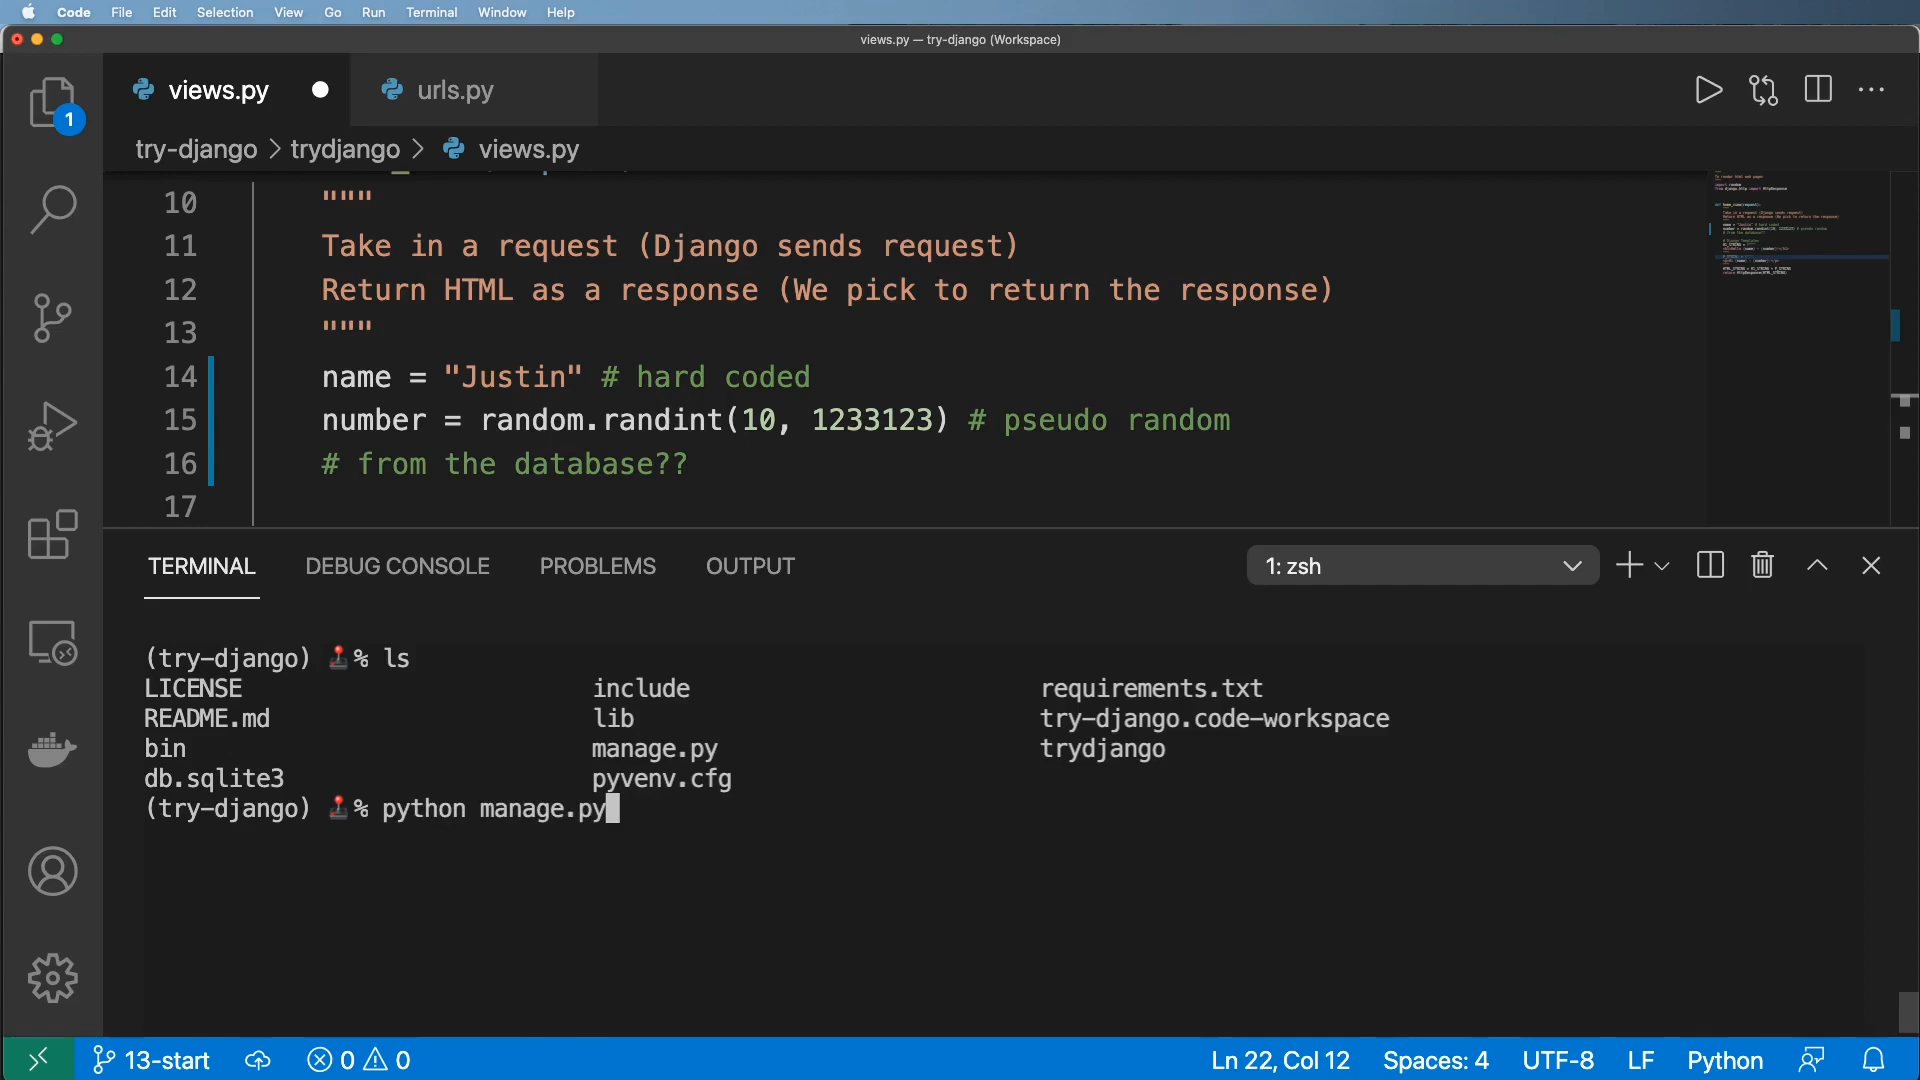 Code File Edit Selection View Go Run Terminal Window Help
views.py — try-django (Workspace)
views.py urls.py
1
try-django > trydjango > views.py
10 """
11 Take in a request (Django sends request)
12 Return HTML as a response (We pick to return the response)
13 """
14 name = "Justin" # hard coded
15 number = random.randint(10, 1233123) # pseudo random
16 # from the database??
17
TERMINAL DEBUG CONSOLE PROBLEMS OUTPUT 1: zsh
(try-django) 🕹% ls
LICENSE include requirements.txt
README.md lib try-django.code-workspace
bin manage.py trydjango
db.sqlite3 pyvenv.cfg
(try-django) 🕹% python manage.py
13-start 0 0 Ln 22, Col 12 Spaces: 4 UTF-8 LF Python